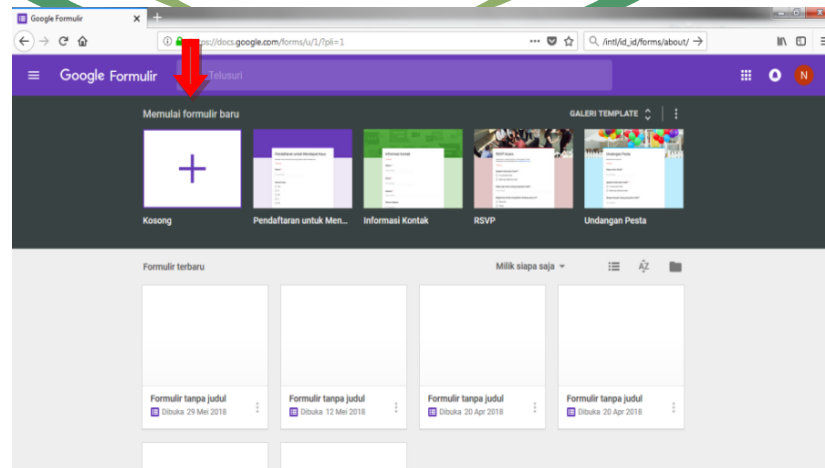 Google Formulir
docs.google.com/forms/u/1/?pli=1
/intl/id_id/forms/about/
Google Formulir
Telusuri
N
Memulai formulir baru
GALERI TEMPLATE
Kosong
Pendaftaran untuk Men...
Informasi Kontak
RSVP
Undangan Pesta
Formulir terbaru
Milik siapa saja
AZ
Formulir tanpa judul
Dibuka 29 Mei 2018
Formulir tanpa judul
Dibuka 12 Mei 2018
Formulir tanpa judul
Dibuka 20 Apr 2018
Formulir tanpa judul
Dibuka 20 Apr 2018